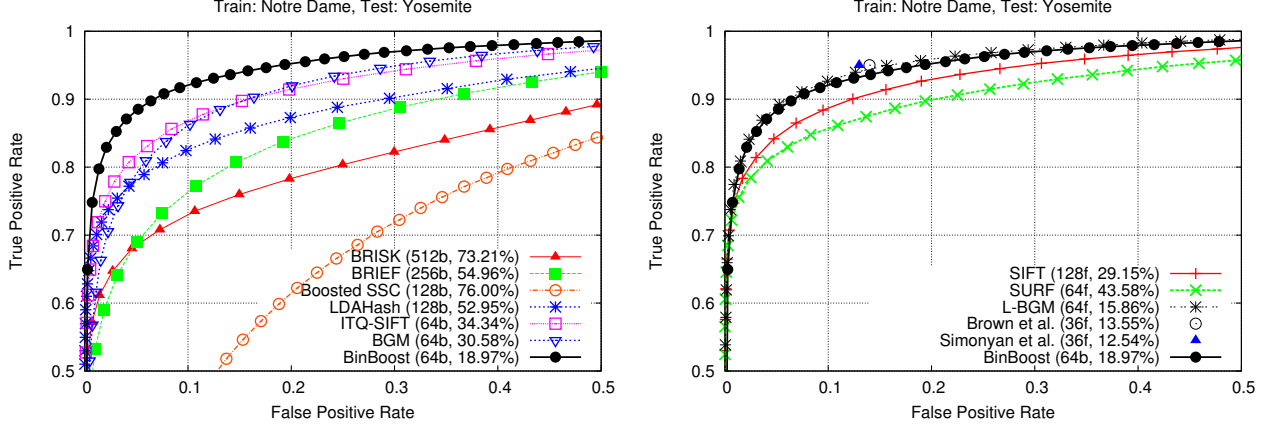 Train: Notre Dame, Test: Yosemite
1
0.9
0.8
0.7
0.6
0.5
True Positive Rate
BRISK (512b, 73.21%)
BRIEF (256b, 54.96%)
Boosted SSC (128b, 76.00%)
LDAHash (128b, 52.95%)
ITQ-SIFT (64b, 34.34%)
BGM (64b, 30.58%)
BinBoost (64b, 18.97%)
0 0.1 0.2 0.3 0.4 0.5
False Positive Rate
Train: Notre Dame, Test: Yosemite
1
0.9
0.8
0.7
0.6
0.5
True Positive Rate
SIFT (128f, 29.15%)
SURF (64f, 43.58%)
L-BGM (64f, 15.86%)
Brown et al. (36f, 13.55%)
Simonyan et al. (36f, 12.54%)
BinBoost (64b, 18.97%)
0 0.1 0.2 0.3 0.4 0.5
False Positive Rate